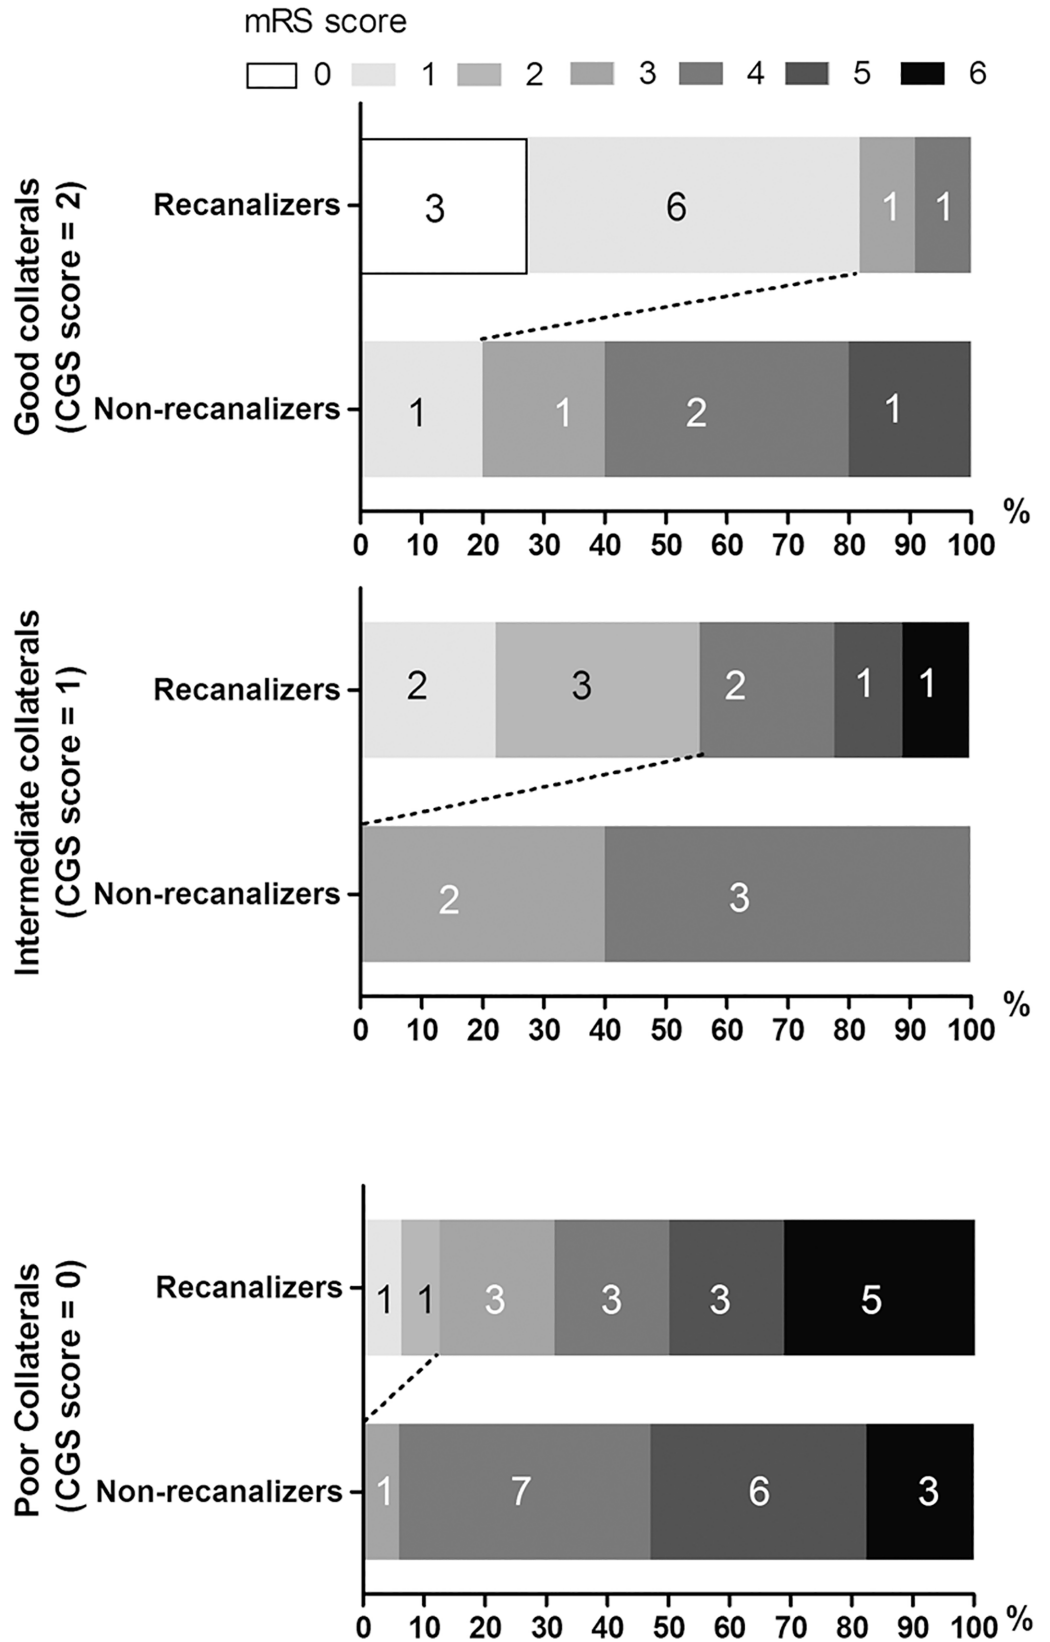 mRS score
0 1 2 3 4 5 6
Good collaterals
(CGS score = 2)
Recanalizers
3 6 1 1
Non-recanalizers
1 1 2 1
0 10 20 30 40 50 60 70 80 90 100 %
Intermediate collaterals
(CGS score = 1)
Recanalizers
2 3 2 1 1
Non-recanalizers
2 3
0 10 20 30 40 50 60 70 80 90 100 %
Poor Collaterals
(CGS score = 0)
Recanalizers
1 1 3 3 3 5
Non-recanalizers
1 7 6 3
0 10 20 30 40 50 60 70 80 90 100 %